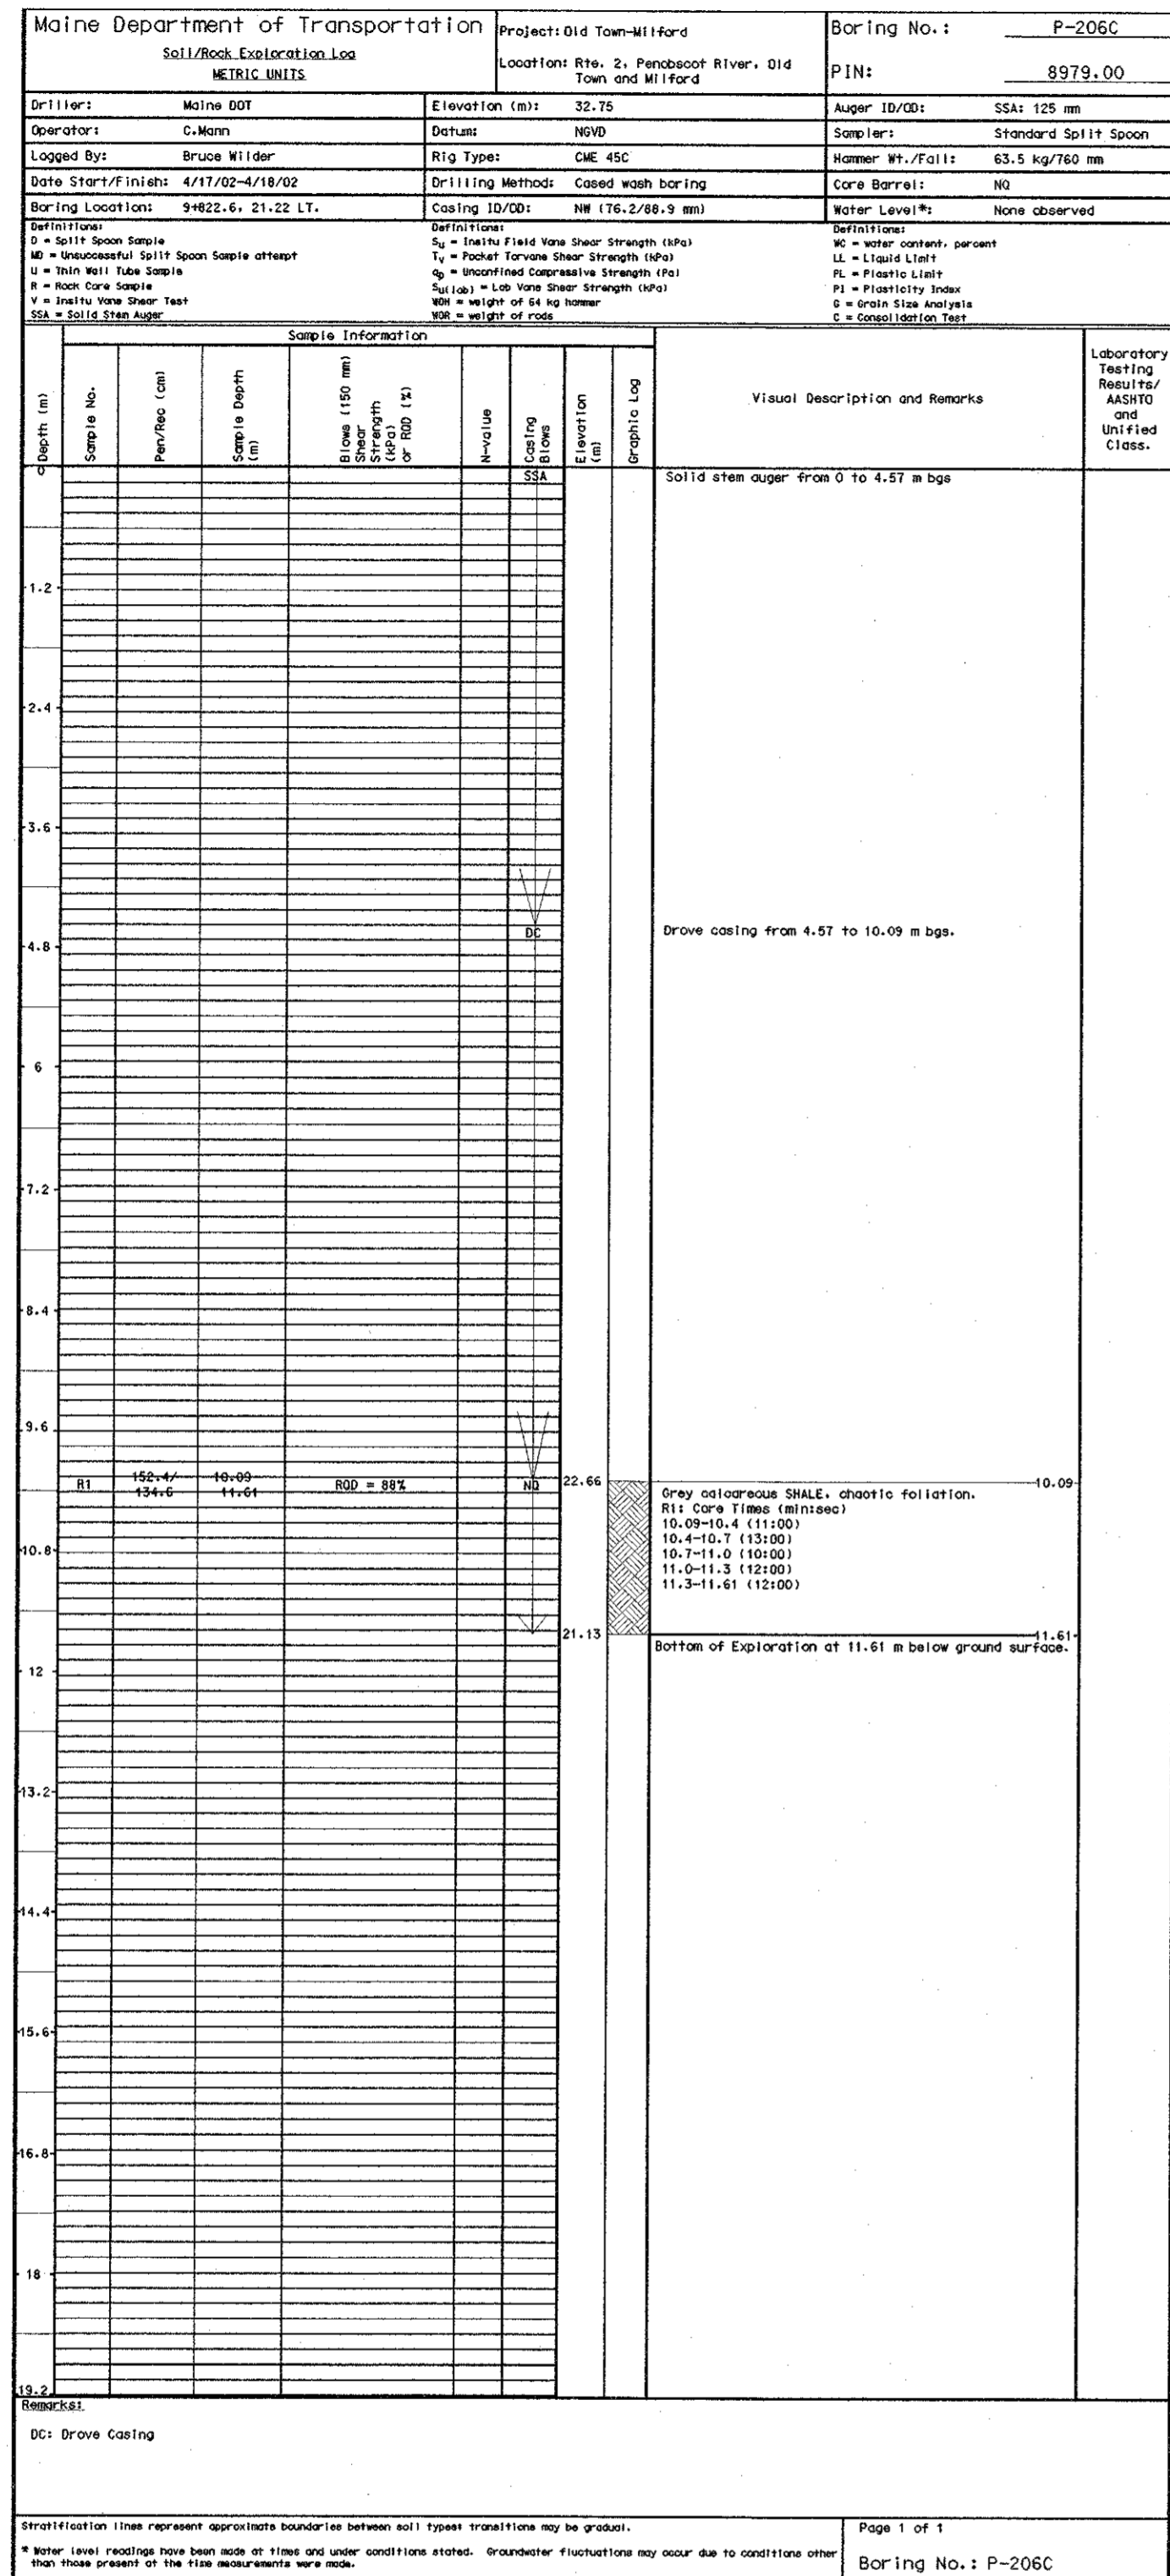 Maine Department of Transportation
Soil/Rock Exploration Log
METRIC UNITS
Project: Old Town-Milford
Location: Rte. 2, Penobscot River, Old
Town and Milford
Boring No.: P-206C
PIN: 8979.00
Driller: Maine DOT Elevation (m): 32.75 Auger ID/OD: SSA: 125 mm
Operator: C.Mann Datum: NGVD Sampler: Standard Split Spoon
Logged By: Bruce Wilder Rig Type: CME 45C Hammer Wt./Fall: 63.5 kg/760 mm
Date Start/Finish: 4/17/02-4/18/02 Drilling Method: Cased wash boring Core Barrel: NQ
Boring Location: 9+822.6, 21.22 LT. Casing ID/OD: NW (76.2/88.9 mm) Water Level*: None observed
Definitions:
D = Split Spoon Sample
MD = Unsuccessful Split Spoon Sample attempt
U = Thin Wall Tube Sample
R = Rock Core Sample
V = Insitu Vane Shear Test
SSA = Solid Stem Auger
Definitions:
Su = Insitu Field Vane Shear Strength (kPa)
Tv = Pocket Torvane Shear Strength (kPa)
qp = Unconfined Compressive Strength (Pa)
Su(lab) = Lab Vane Shear Strength (kPa)
WOH = weight of 64 kg hammer
WOR = weight of rods
Definitions:
WC = water content, percent
LL = Liquid Limit
PL = Plastic Limit
PI = Plasticity Index
G = Grain Size Analysis
C = Consolidation Test
Sample Information
Depth (m)
Sample No.
Pen/Rec (cm)
Sample Depth
(m)
Blows (150 mm)
Shear
Strength
(kPa)
or RQD (%)
N-value
Casing
Blows
Elevation
(m)
Graphic Log
Visual Description and Remarks
Laboratory
Testing
Results/
AASHTO
and
Unified
Class.
0
SSA
Solid stem auger from 0 to 4.57 m bgs
1.2
2.4
3.6
DC
Drove casing from 4.57 to 10.09 m bgs.
4.8
6
7.2
8.4
9.6
R1
152.4/
134.6
10.09
11.61
RQD = 88%
NQ
22.66
10.09
Grey calcareous SHALE, chaotic foliation.
R1: Core Times (min:sec)
10.09-10.4 (11:00)
10.4-10.7 (13:00)
10.7-11.0 (10:00)
11.0-11.3 (12:00)
11.3-11.61 (12:00)
10.8
21.13
11.61
Bottom of Exploration at 11.61 m below ground surface.
12
13.2
14.4
15.6
16.8
18
19.2
Remarks:
DC: Drove Casing
Stratification lines represent approximate boundaries between soil types; transitions may be gradual.
* Water level readings have been made at times and under conditions stated. Groundwater fluctuations may occur due to conditions other
than those present at the time measurements were made.
Page 1 of 1
Boring No.: P-206C